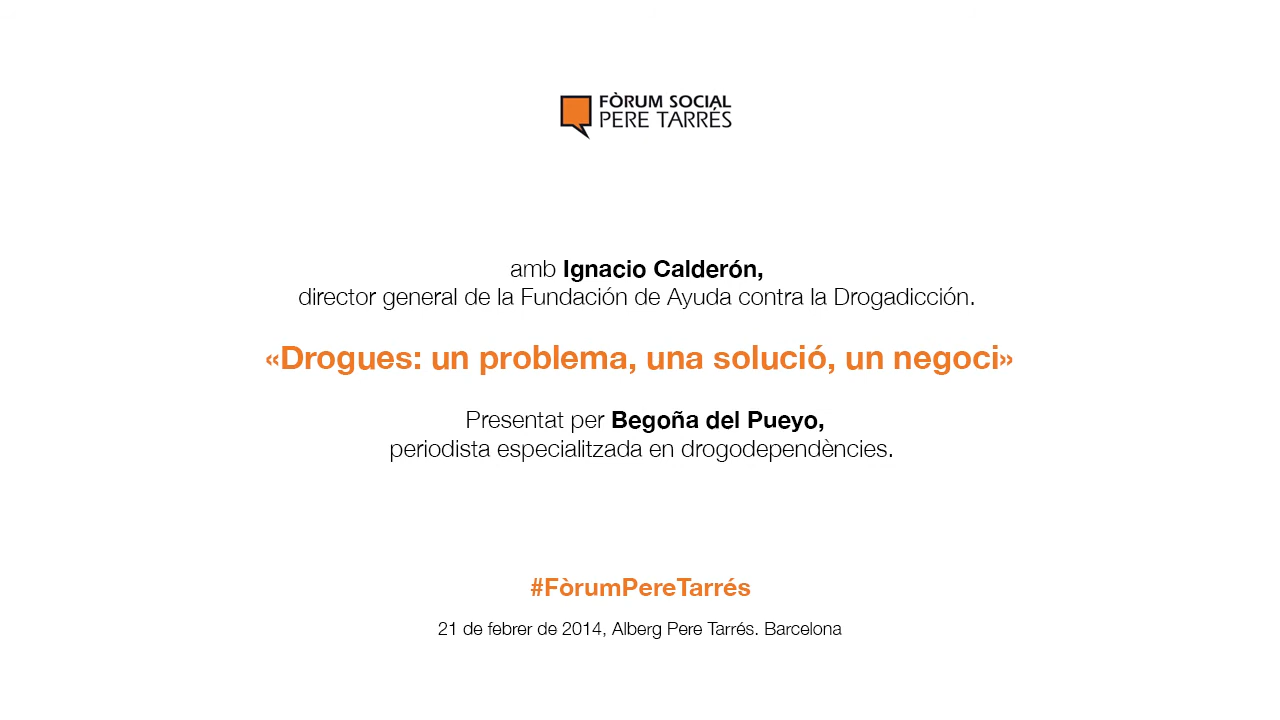 FÒRUM SOCIAL
PERE TARRÉS
amb Ignacio Calderón,
director general de la Fundación de Ayuda contra la Drogadicción.
«Drogues: un problema, una solució, un negoci»
Presentat per Begoña del Pueyo,
periodista especialitzada en drogodependències.
#FòrumPereTarrés
21 de febrer de 2014, Alberg Pere Tarrés. Barcelona